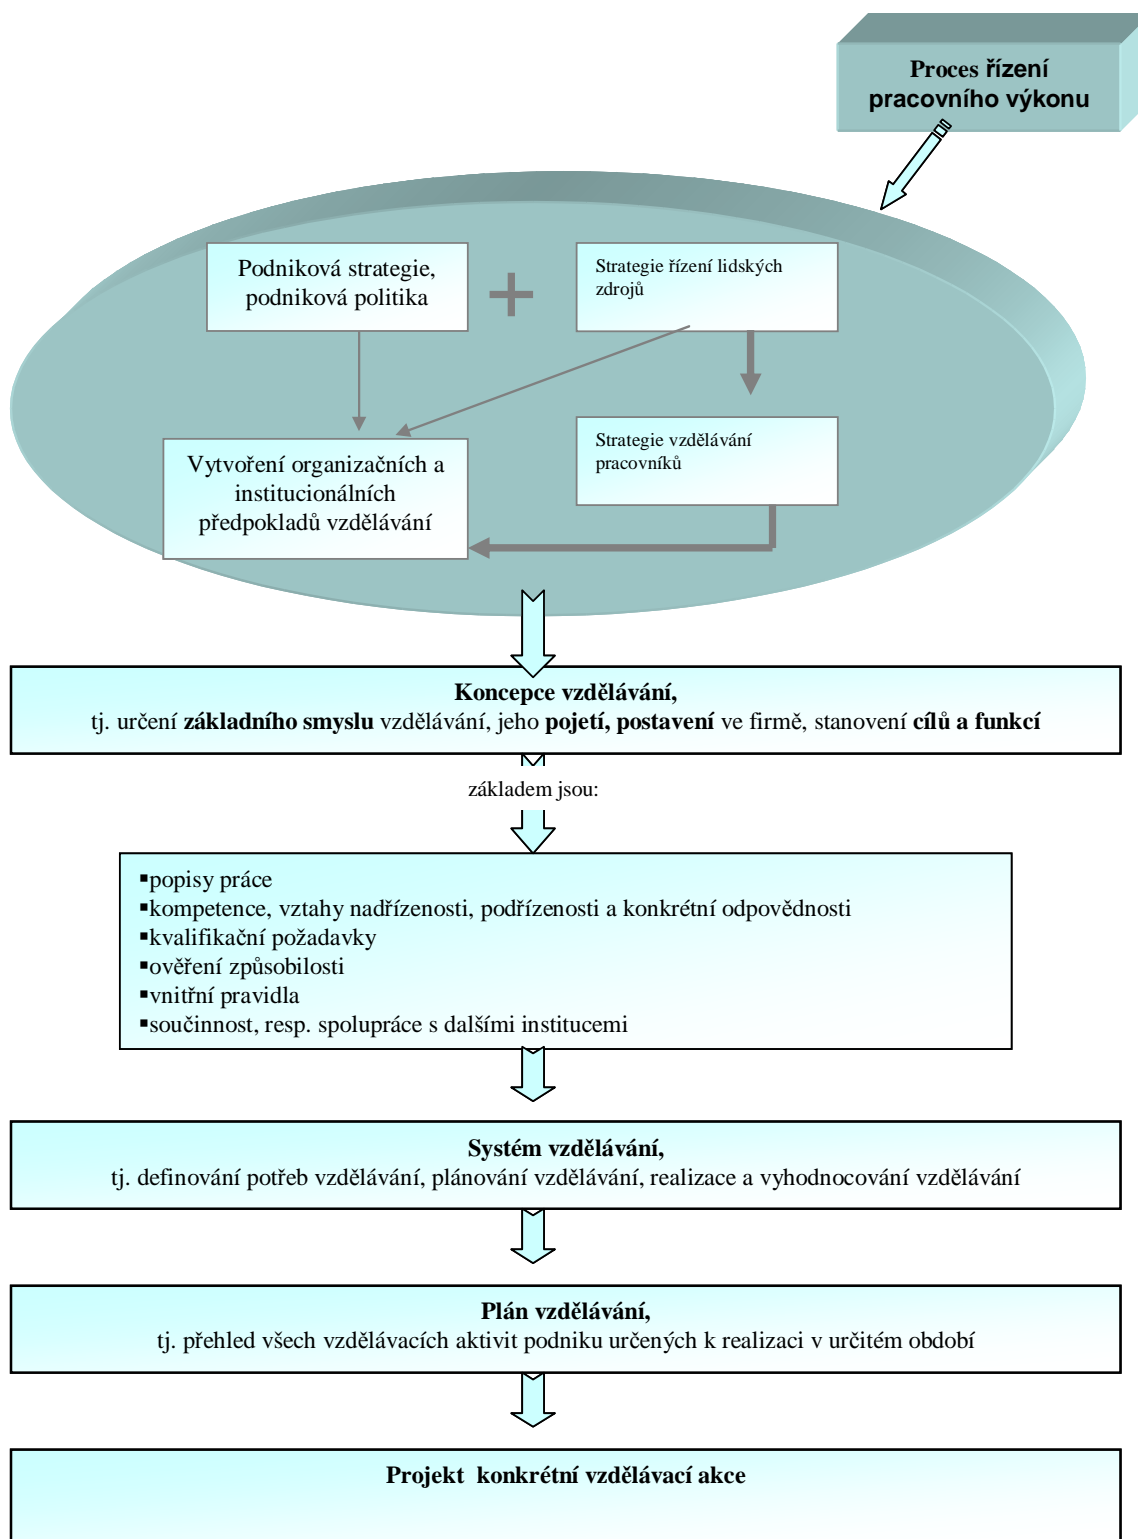 Proces řízení
pracovního výkonu
Podniková strategie,
podniková politika
Strategie řízení lidských
zdrojů
Vytvoření organizačních a
institucionálních
předpokladů vzdělávání
Strategie vzdělávání
pracovníků
Koncepce vzdělávání,
tj. určení základního smyslu vzdělávání, jeho pojetí, postavení ve firmě, stanovení cílů a funkcí
základem jsou:
▪popisy práce
▪kompetence, vztahy nadřízenosti, podřízenosti a konkrétní odpovědnosti
▪kvalifikační požadavky
▪ověření způsobilosti
▪vnitřní pravidla
▪součinnost, resp. spolupráce s dalšími institucemi
Systém vzdělávání,
tj. definování potřeb vzdělávání, plánování vzdělávání, realizace a vyhodnocování vzdělávání
Plán vzdělávání,
tj. přehled všech vzdělávacích aktivit podniku určených k realizaci v určitém období
Projekt konkrétní vzdělávací akce